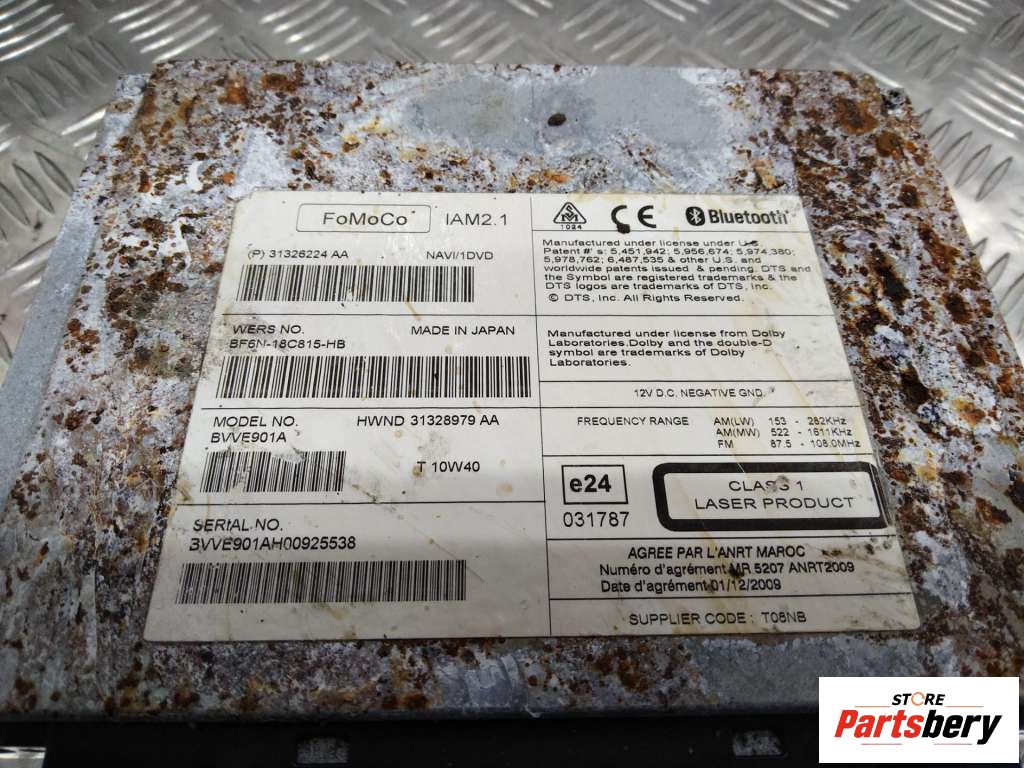 FoMoCo IAM2.1
(P) 31326224 AA NAVI/1DVD
WERS NO. MADE IN JAPAN
BF6N-18C815-HB
MODEL NO. HWND 31328979 AA
BVVE901A
T 10W40
SERIAL NO.
BVVE901AH00925538
1024 CE Bluetooth
Manufactured under license under U.S.
Patent #'s: 5,451,942; 5,956,674; 5,974,380;
5,978,762; 6,487,535 & other U.S. and
worldwide patents issued & pending. DTS and
the Symbol are registered trademarks of DTS, Inc. &
DTS logos are trademarks of DTS, Inc.
© DTS, Inc. All Rights Reserved.
Manufactured under license from Dolby
Laboratories.Dolby and the double-D
symbol are trademarks of Dolby
Laboratories.
12V D.C. NEGATIVE GND.
FREQUENCY RANGE AM(LW) 153 - 282KHz
AM(MW) 522 - 1611KHz
FM 87.5 - 108.0MHz
e24
031787
CLASS 1
LASER PRODUCT
AGREE PAR L'ANRT MAROC
Numéro d'agrément MR 5207 ANRT2009
Date d'agrément 01/12/2009
SUPPLIER CODE : T08NB
STORE
Partsbery